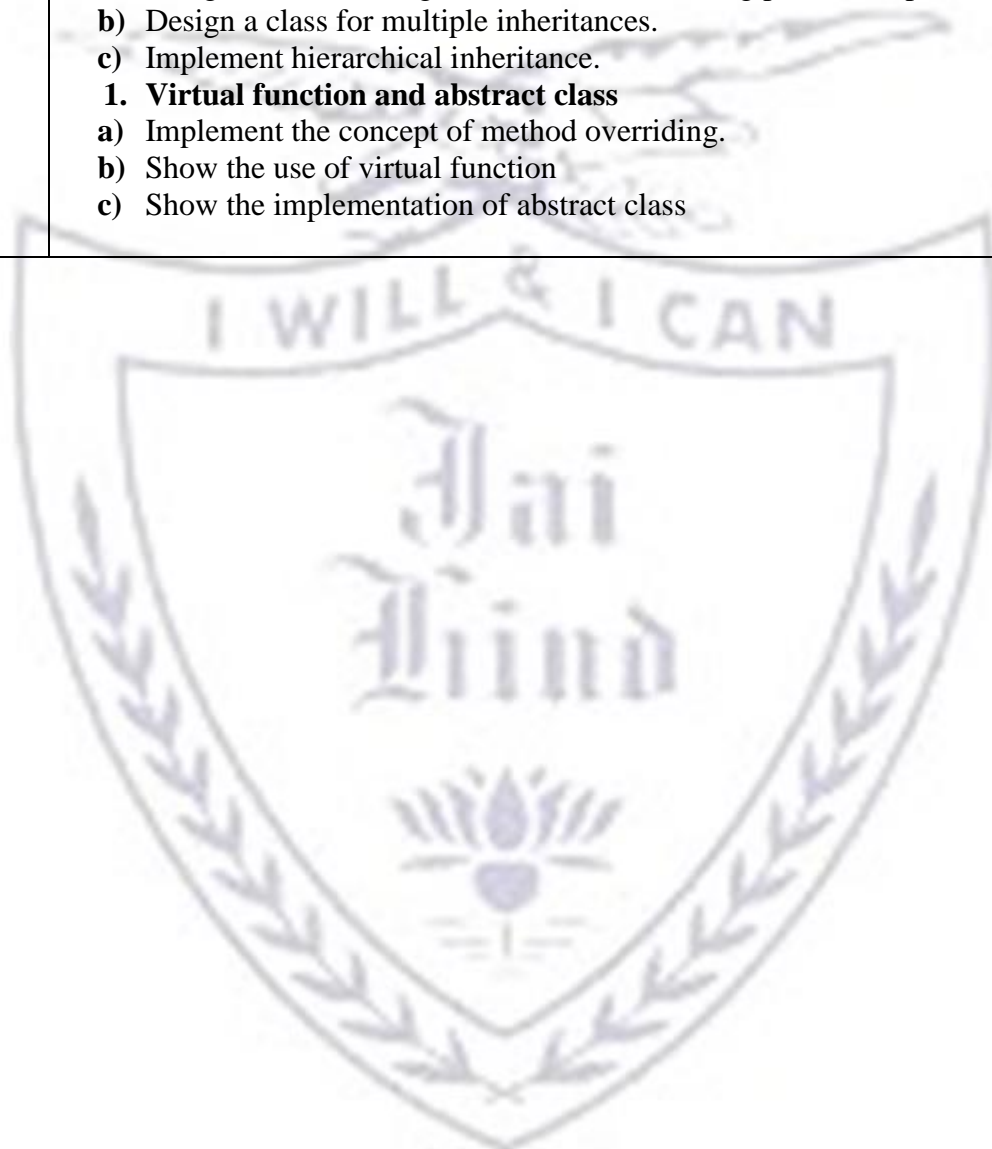 b) Design a class for multiple inheritances.
c) Implement hierarchical inheritance.
1. Virtual function and abstract class
a) Implement the concept of method overriding.
b) Show the use of virtual function
c) Show the implementation of abstract class
I WILL & I CAN
Jai
Hind